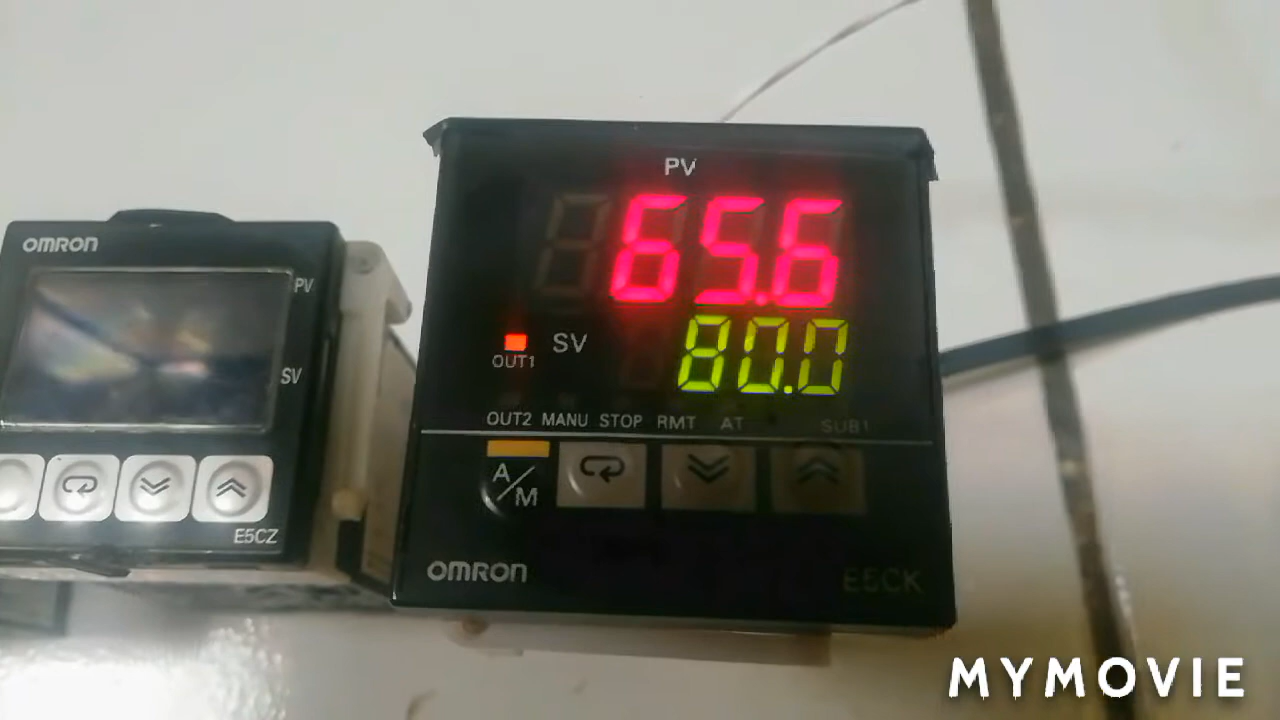 OMRON
PV
SV
E5CZ
PV
65.6
SV
80.0
OUT1
OUT2 MANU STOP RMT AT SUB1
A/M
OMRON
E5CK
MYMOVIE